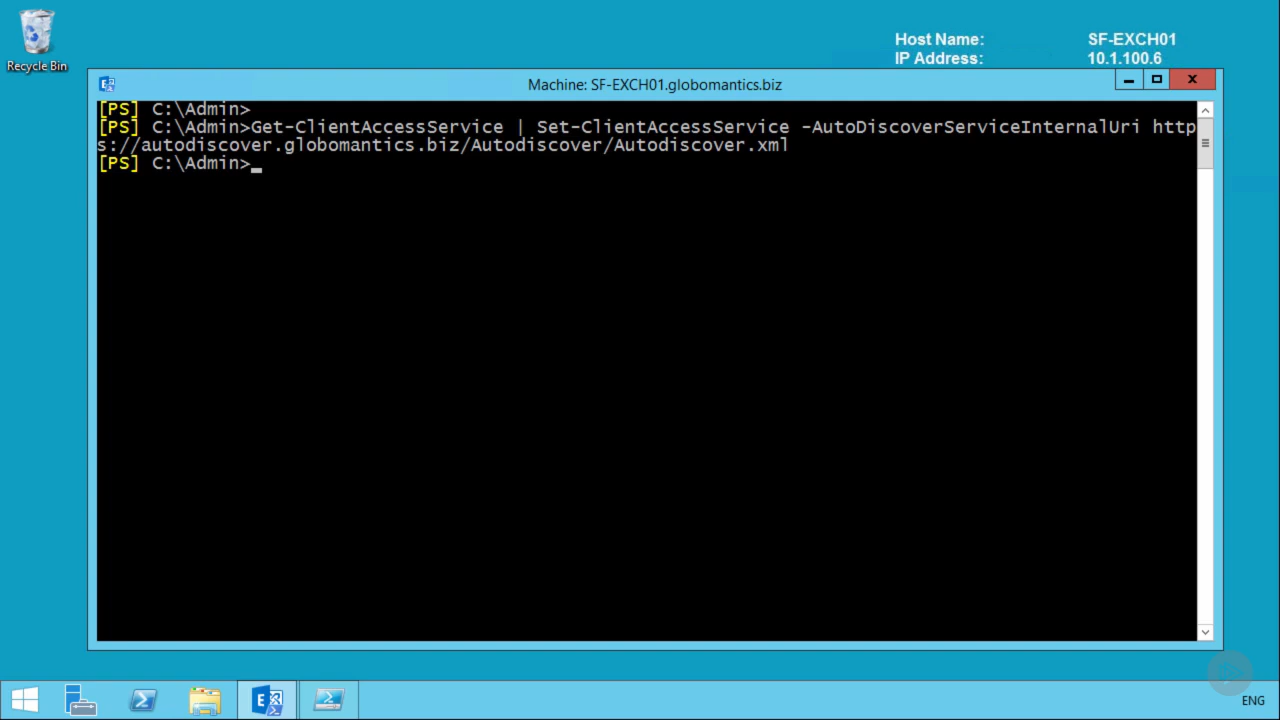 Recycle Bin
Host Name: SF-EXCH01
IP Address: 10.1.100.6
Machine: SF-EXCH01.globomantics.biz
[PS] C:\Admin>
[PS] C:\Admin>Get-ClientAccessService | Set-ClientAccessService -AutoDiscoverServiceInternalUri http
s://autodiscover.globomantics.biz/Autodiscover/Autodiscover.xml
[PS] C:\Admin>
E
ENG